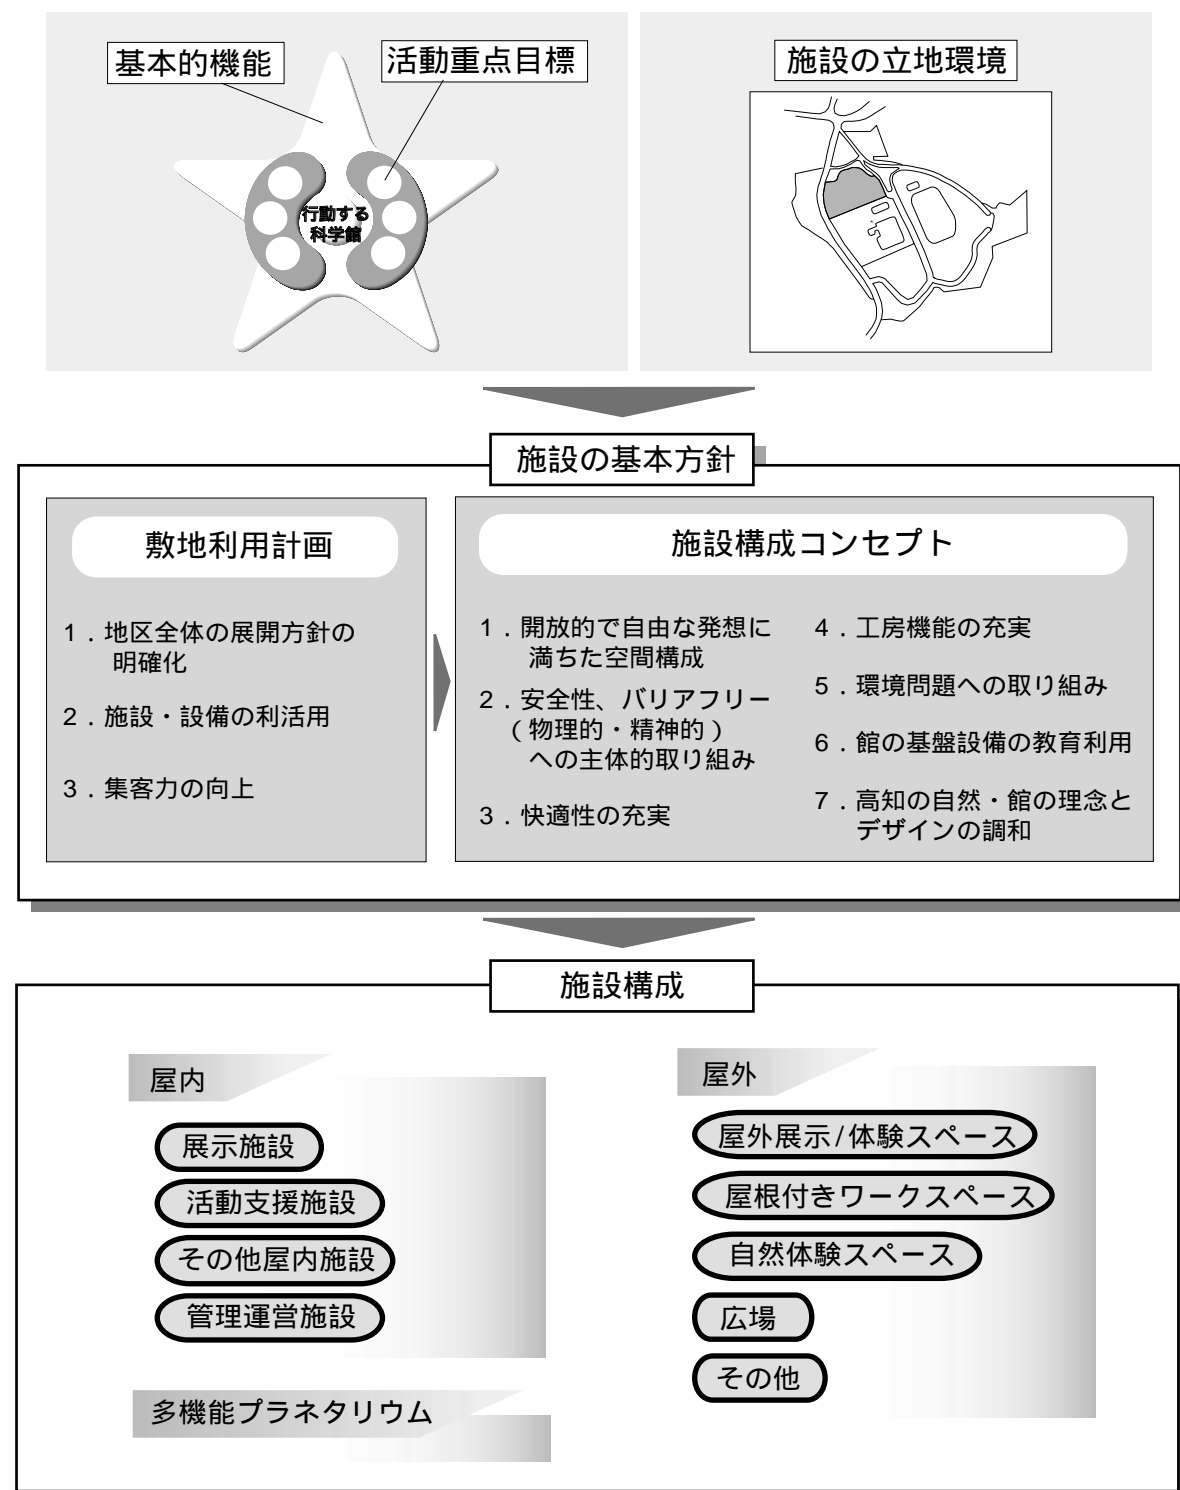 基本的機能
活動重点目標
行動する
科学館
施設の立地環境
施設の基本方針
敷地利用計画
1．地区全体の展開方針の
明確化
2．施設・設備の利活用
3．集客力の向上
施設構成コンセプト
1．開放的で自由な発想に
満ちた空間構成
2．安全性、バリアフリー
（物理的・精神的）
への主体的取り組み
3．快適性の充実
4．工房機能の充実
5．環境問題への取り組み
6．館の基盤設備の教育利用
7．高知の自然・館の理念と
デザインの調和
施設構成
屋内
展示施設
活動支援施設
その他屋内施設
管理運営施設
多機能プラネタリウム
屋外
屋外展示/体験スペース
屋根付きワークスペース
自然体験スペース
広場
その他